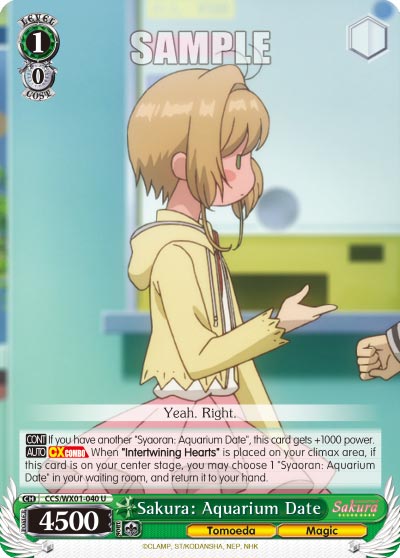 LEVEL
1
0
COST
SAMPLE
Yeah. Right.
CONT If you have another "Syaoran: Aquarium Date", this card gets +1000 power.
AUTO CX COMBO When "Intertwining Hearts" is placed on your climax area, if
this card is on your center stage, you may choose 1 "Syaoran: Aquarium
Date" in your waiting room, and return it to your hand.
CH CCS/WX01-040 U
POWER 4500 SOUL Sakura: Aquarium Date Sakura
Tomoeda Magic
©CLAMP, ST/KODANSHA, NEP, NHK